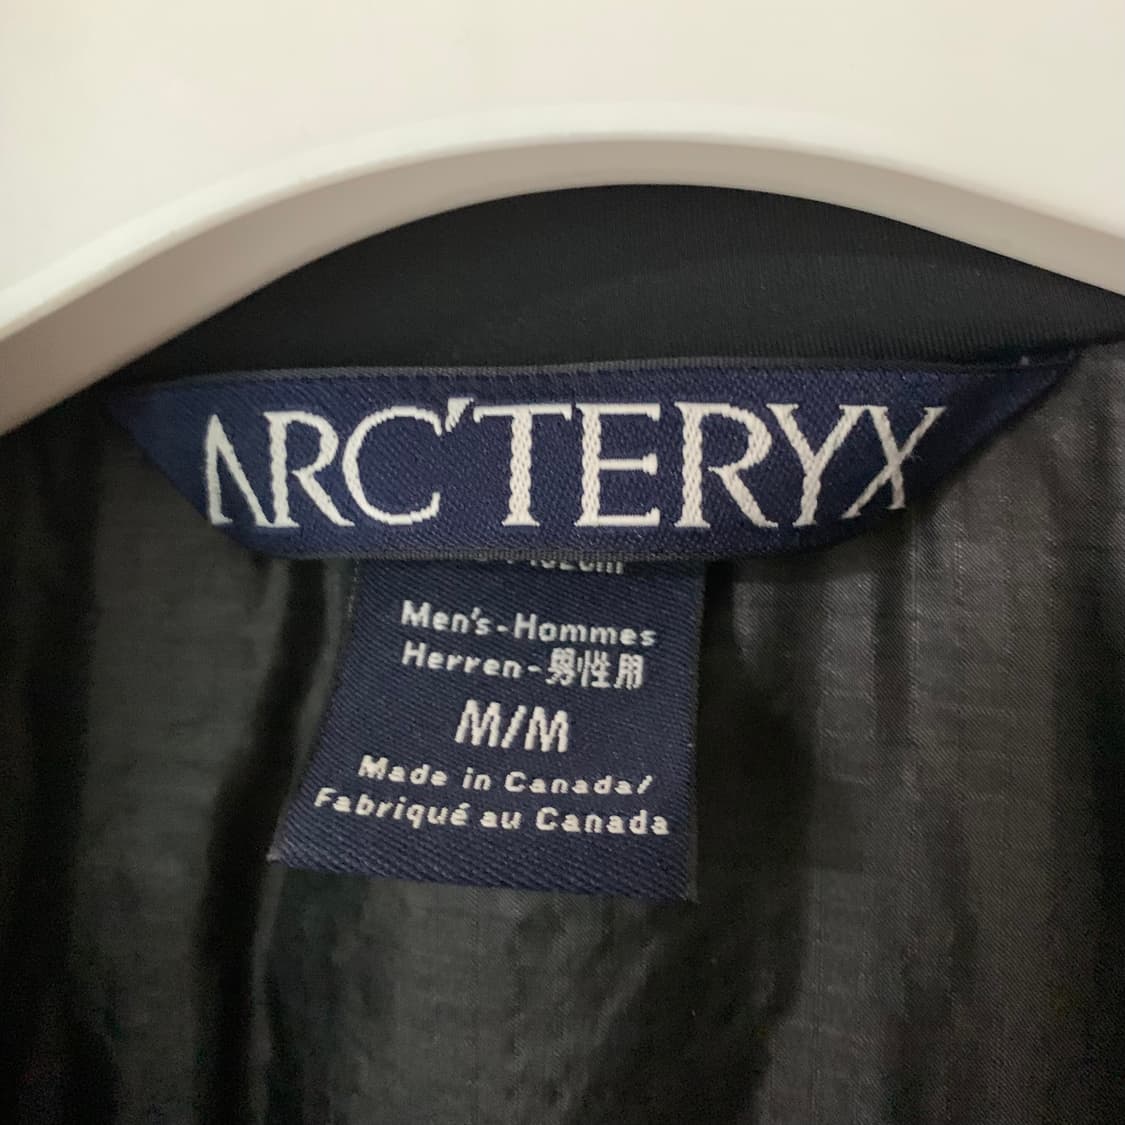 ARC'TERYX
Men's-Hommes
Herren-男性用
M/M
Made in Canada/
Fabriqué au Canada